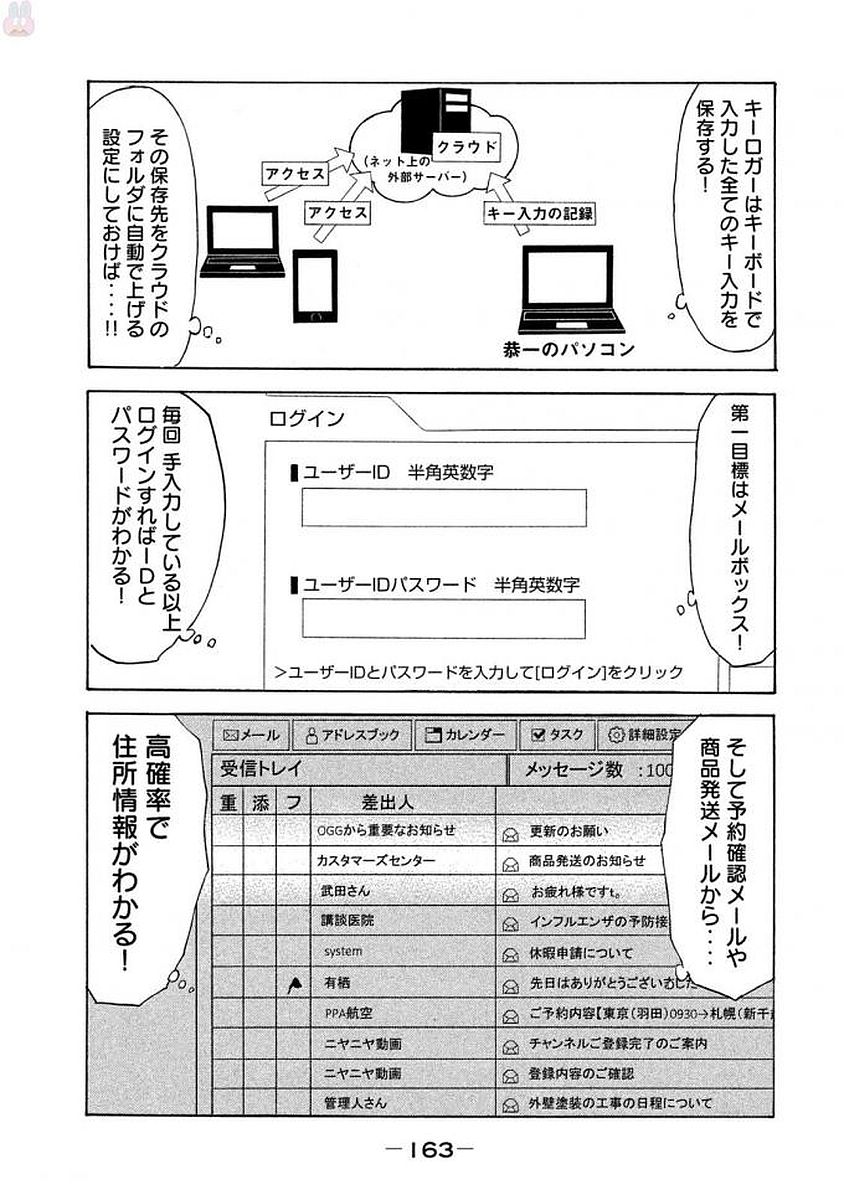 キーロガーはキーボードで
入力した全てのキー入力を
保存する！
クラウド
(ネット上の
外部サーバー)
アクセス
アクセス
キー入力の記録
恭一のパソコン
その保存先をクラウドの
フォルダに自動で上げる
設定にしておけば‥‥!!
第一目標はメールボックス！
ログイン
ユーザーID 半角英数字
ユーザーIDパスワード 半角英数字
>ユーザーIDとパスワードを入力して[ログイン]をクリック
毎回 手入力している以上
ログインすればIDと
パスワードがわかる！
そして予約確認メールや
商品発送メールから‥‥
メール アドレスブック カレンダー タスク 詳細設定
受信トレイ メッセージ数 :100
重 添 フ 差出人
OGGから重要なお知らせ 更新のお願い
カスタマーズセンター 商品発送のお知らせ
武田さん お疲れ様ですt。
講談医院 インフルエンザの予防接
system 休暇申請について
有栖 先日はありがとうございました
PPA航空 ご予約内容【東京(羽田)0930→札幌(新千
ニヤニヤ動画 チャンネルご登録完了のご案内
ニヤニヤ動画 登録内容のご確認
管理人さん 外壁塗装の工事の日程について
高確率で
住所情報がわかる！
—163—